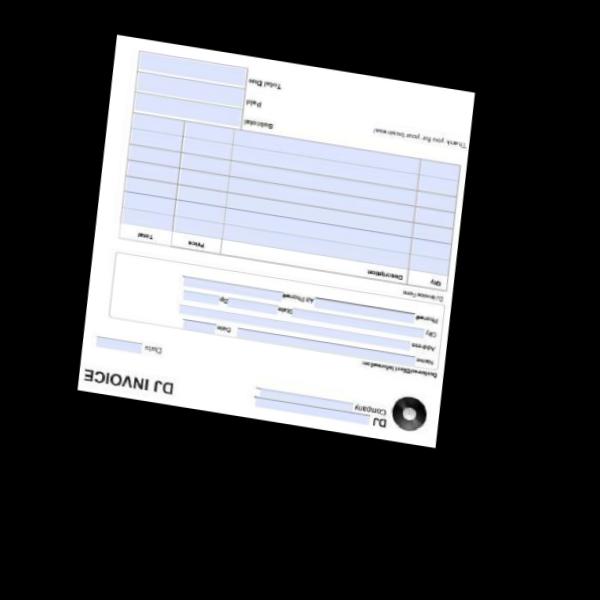 DJ
Company
DJ INVOICE
Date
Customer/Client Information:
Name Date
Address
City State Zip
Phone# Alt Phone#
DJ Invoice Form
Qty Description Price Total
Thank you for your business!
Subtotal
Paid
Total Due